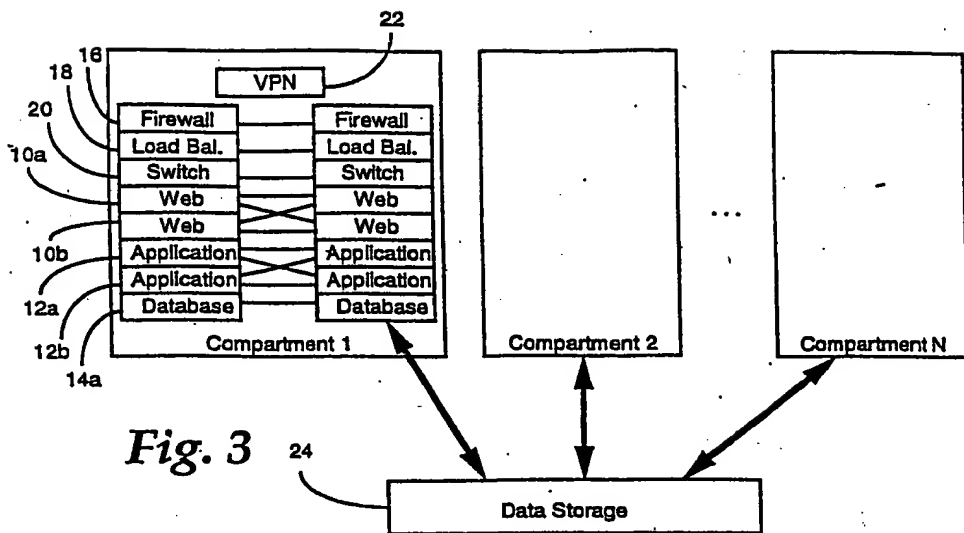 22
16
18
20
10a
10b
12a
12b
14a
VPN
Firewall Firewall
Load Bal. Load Bal.
Switch Switch
Web Web
Web Web
Application Application
Application Application
Database Database
Compartment 1
Compartment 2
...
Compartment N
Fig. 3
24
Data Storage